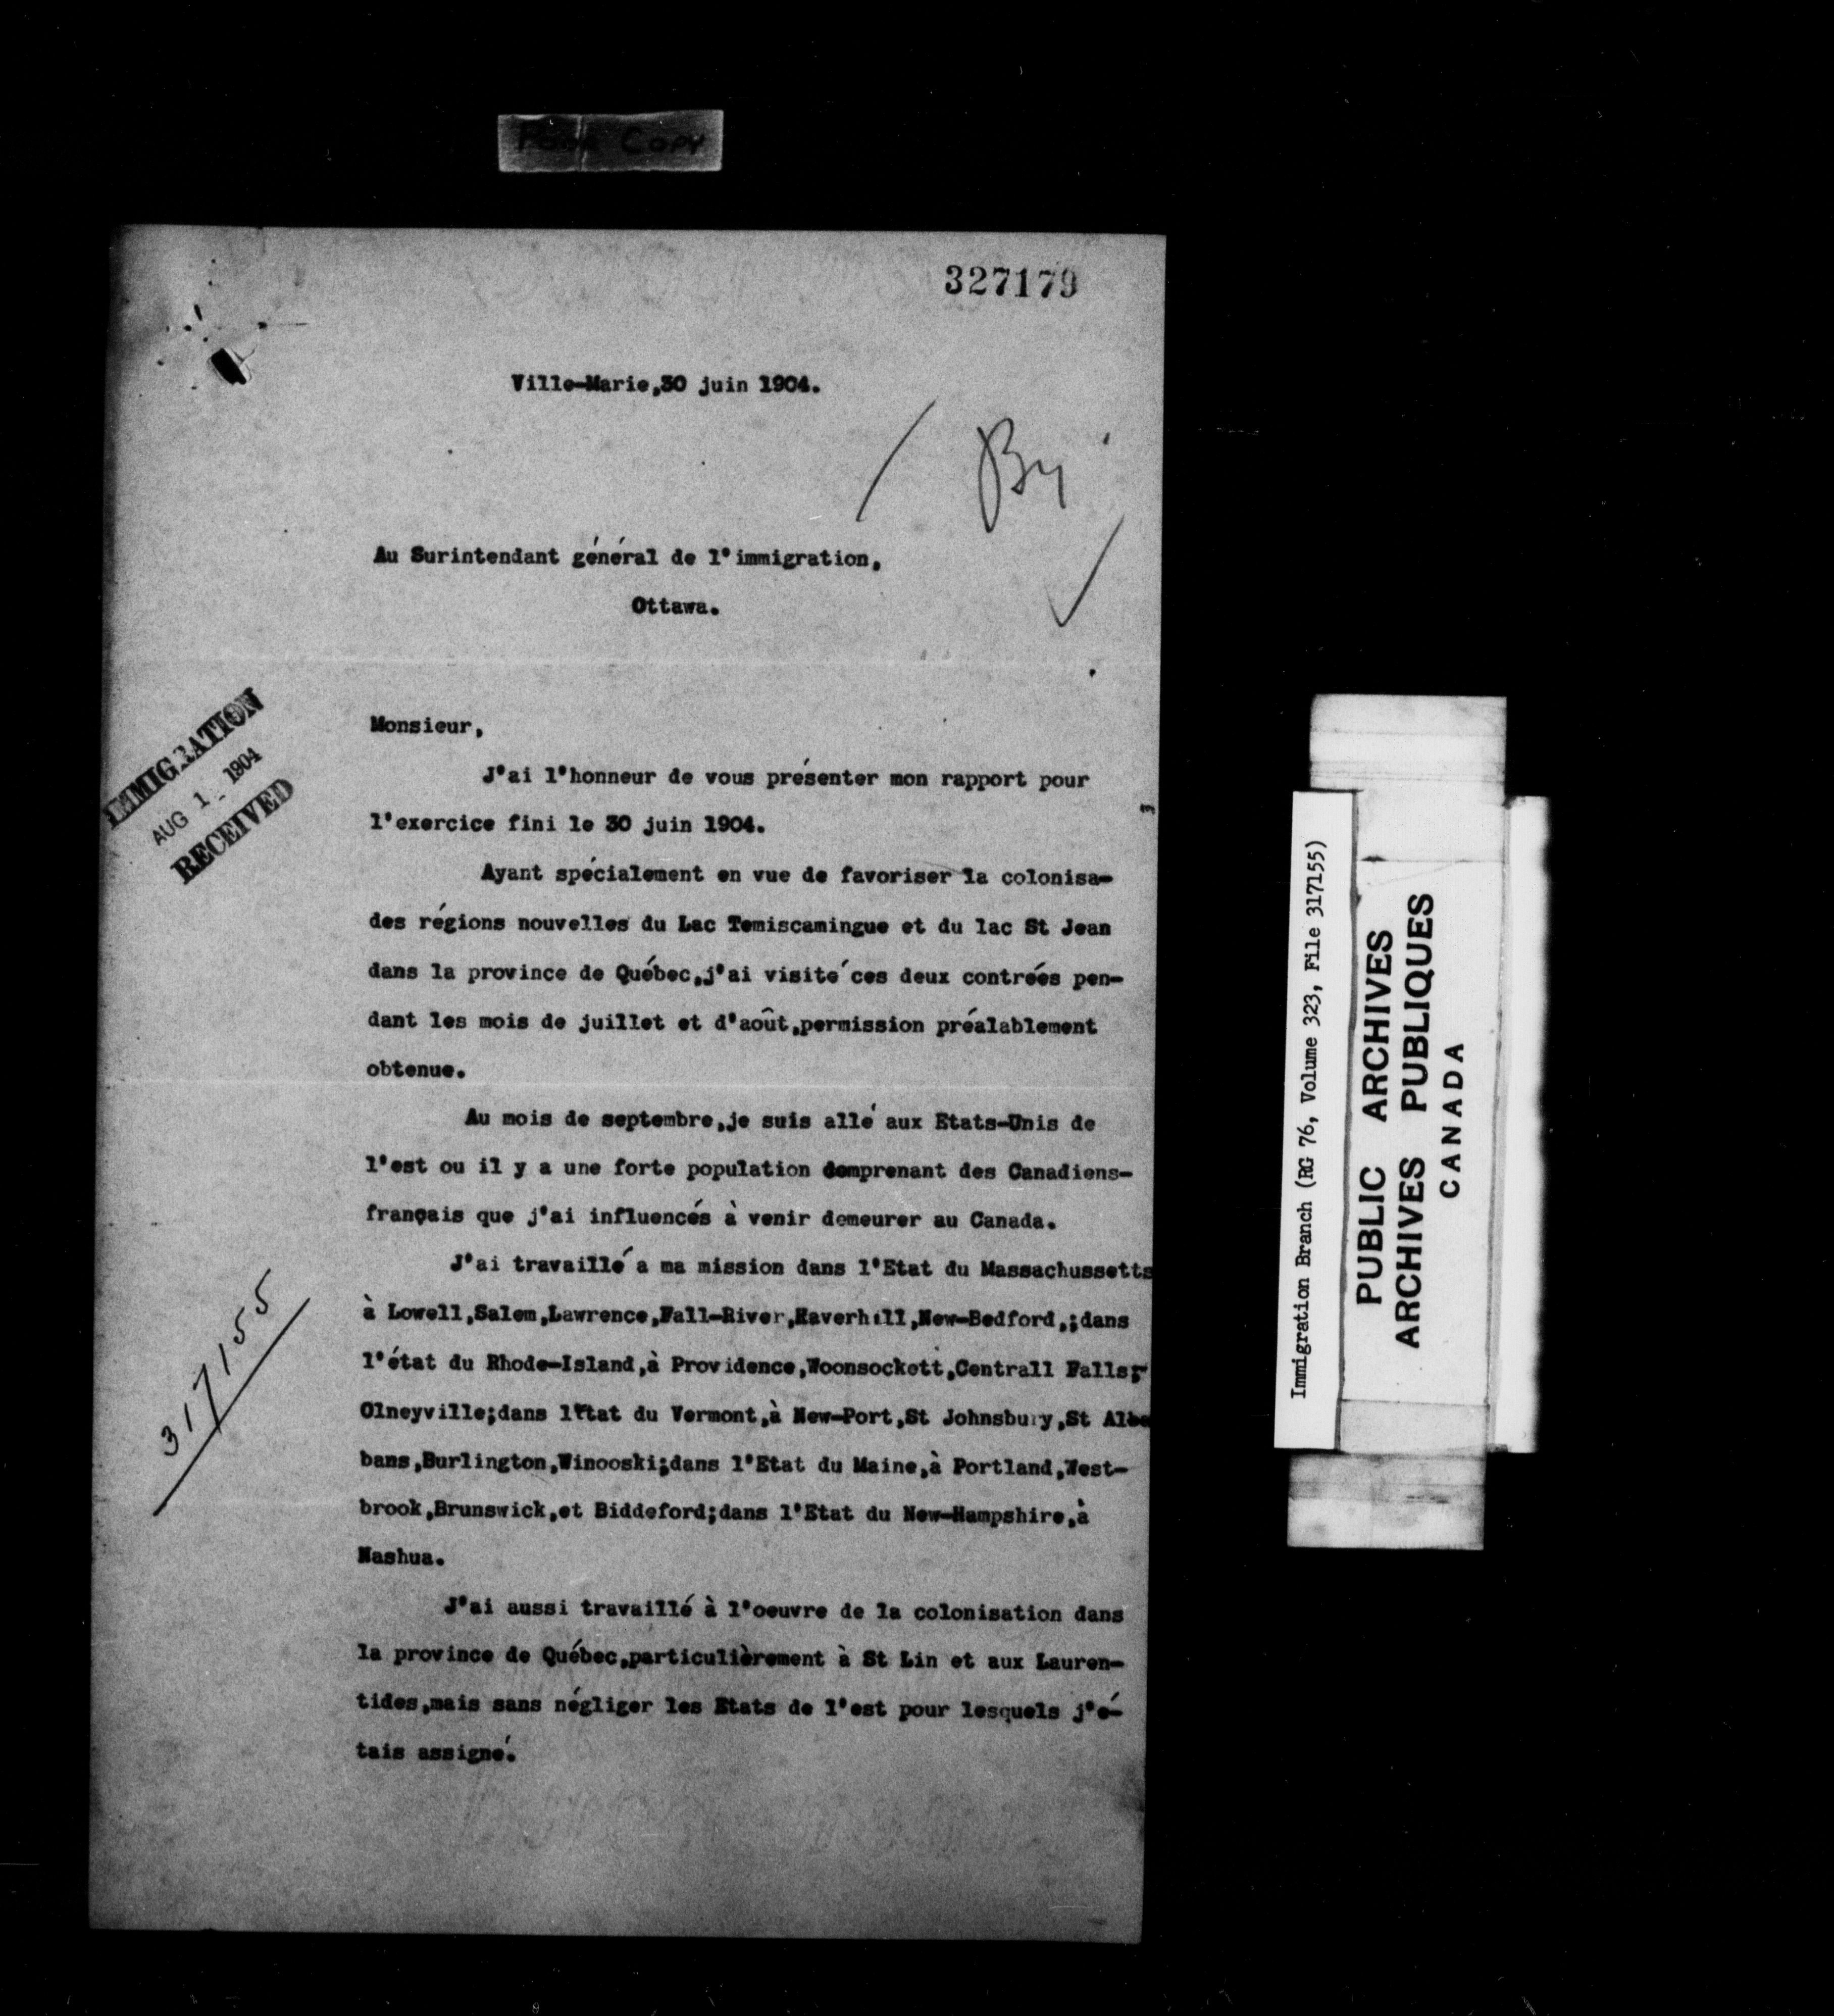 Poor Copy
327179
Ville-Marie,30 juin 1904.
By
Au Surintendant général de l'immigration,
Ottawa.
IMMIGRATION
AUG 1_ 1904
RECEIVED
Monsieur,
J'ai l'honneur de vous présenter mon rapport pour
l'exercice fini le 30 juin 1904.
Ayant spécialement en vue de favoriser la colonisa-
des régions nouvelles du Lac Temiscamingue et du lac St Jean
dans la province de Québec,j'ai visité ces deux contrées pen-
dant les mois de juillet et d'août,permission préalablement
obtenue.
Au mois de septembre,je suis allé aux Etats-Unis de
l'est ou il y a une forte population comprenant des Canadiens-
français que j'ai influencés à venir demeurer au Canada.
J'ai travaillé a ma mission dans l'Etat du Massachussetts
à Lowell,Salem,Lawrence,Fall-River,Haverhill,New-Bedford,;dans
l'état du Rhode-Island,à Providence,Woonsockett,Centrall Falls,
Olneyville;dans l'tat du Vermont,à New-Port,St Johnsbury,St Al
bans,Burlington,Winooski;dans l'Etat du Maine,à Portland,West-
brook,Brunswick,et Biddeford;dans l'Etat du New-Hampshire,à
Nashua.
J'ai aussi travaillé à l'oeuvre de la colonisation dans
la province de Québec,particulièrement à St Lin et aux Lauren-
tides,mais sans négliger les Etats de l'est pour lesquels j'é-
tais assigné.
317155
Immigration Branch (RG 76, Volume 323, File 317155)
PUBLIC ARCHIVES
ARCHIVES PUBLIQUES
CANADA